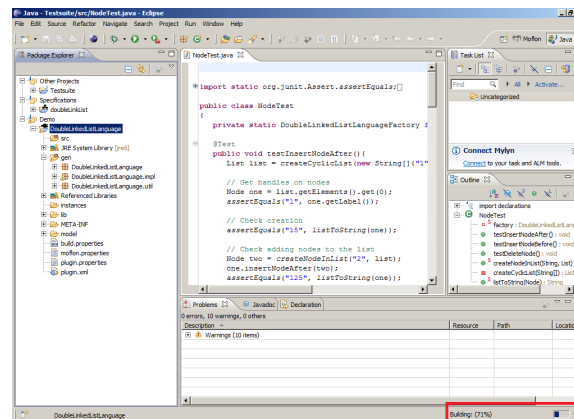 Java - Testsuite/src/NodeTest.java - Eclipse
File Edit Source Refactor Navigate Search Project Run Window Help
Moflon Java
Package Explorer
Other Projects
Testsuite
Specifications
doubleLinkList
Demo
DoubleLinkedListLanguage
src
JRE System Library [jre6]
gen
DoubleLinkedListLanguage
DoubleLinkedListLanguage.impl
DoubleLinkedListLanguage.util
Referenced Libraries
instances
lib
META-INF
model
build.properties
moflon.properties
plugin.properties
plugin.xml
NodeTest.java
import static org.junit.Assert.assertEquals;
public class NodeTest
{
private static DoubleLinkedListLanguageFactory f
@Test
public void testInsertNodeAfter(){
List list = createCyclicList(new String[]{"1"
// Get handles on nodes
Node one = list.getElements().get(0);
assertEquals("1", one.getLabel());
// Check creation
assertEquals("15", listToString(one));
// Check adding nodes to the list
Node two = createNodeInList("2", list);
one.insertNodeAfter(two);
assertEquals("125", listToString(one));
Task List
Find All Activate...
Uncategorized
Connect Mylyn
Connect to your task and ALM tools.
Outline
import declarations
NodeTest
factory : DoubleLinkedListLang
testInsertNodeAfter() : void
testInsertNodeBefore() : void
testDeleteNode() : void
createNodeInList(String, List)
createCyclicList(String[]) : List
listToString(Node) : String
Problems Javadoc Declaration
0 errors, 10 warnings, 0 others
Description Resource Path Locatio
Warnings (10 items)
DoubleLinkedListLanguage Building: (71%)